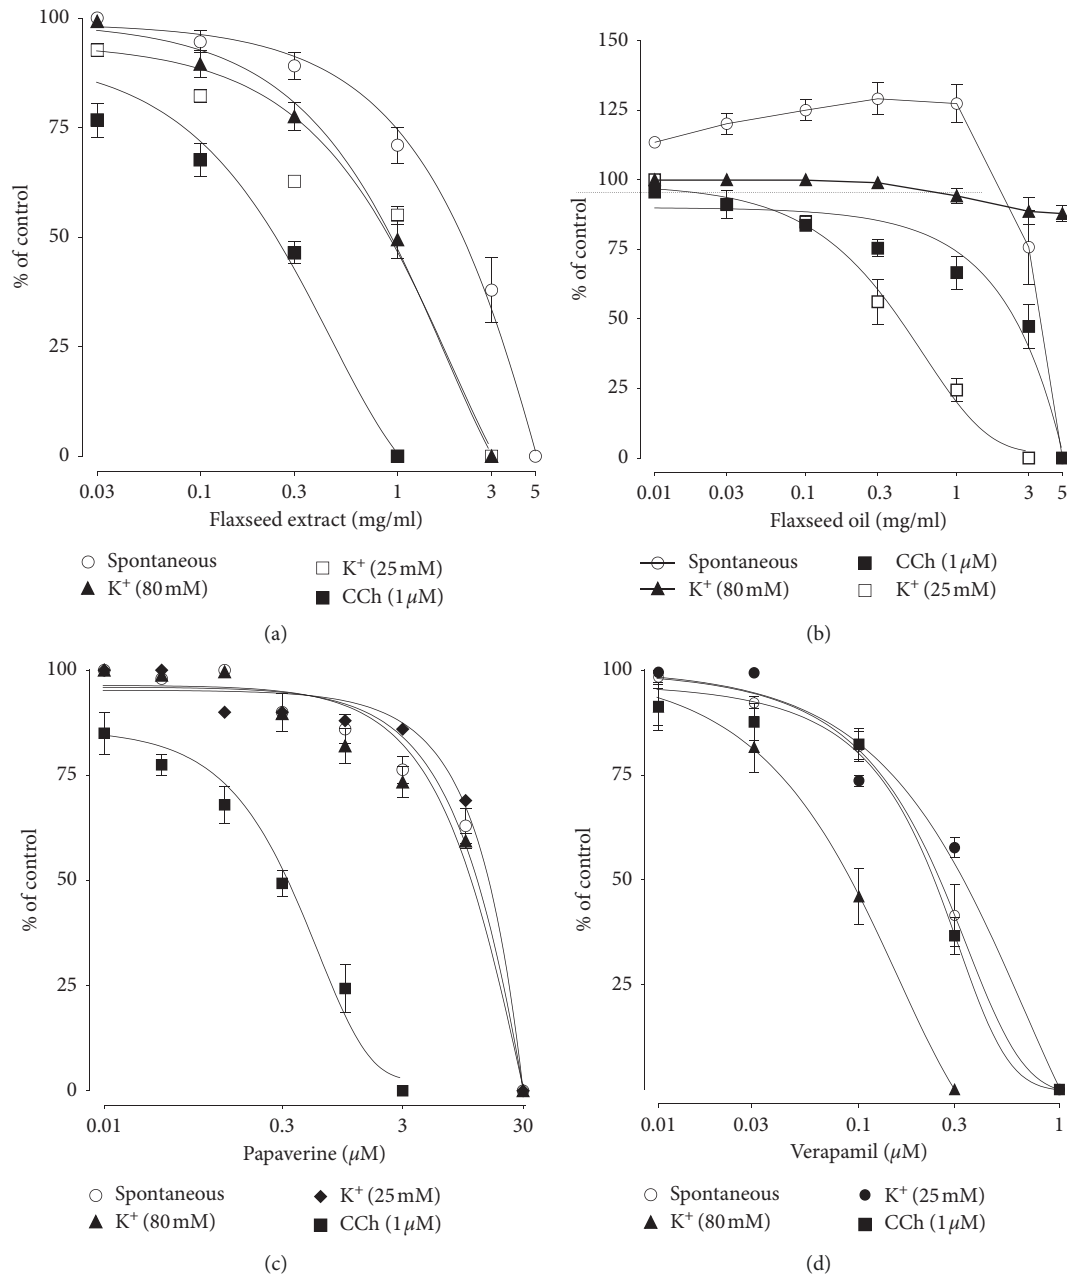 100
75
50
25
0
% of control
0.03 0.1 0.3 1 3 5
Flaxseed extract (mg/ml)
Spontaneous
K⁺ (80 mM)
K⁺ (25 mM)
CCh (1 μM)
(a)
150
125
100
75
50
25
0
% of control
0.01 0.03 0.1 0.3 1 3 5
Flaxseed oil (mg/ml)
Spontaneous
K⁺ (80 mM)
CCh (1 μM)
K⁺ (25 mM)
(b)
100
75
50
25
0
% of control
0.01 0.3 3 30
Papaverine (μM)
Spontaneous
K⁺ (80 mM)
K⁺ (25 mM)
CCh (1 μM)
(c)
100
75
50
25
% of control
0.01 0.03 0.1 0.3 1
Verapamil (μM)
Spontaneous
K⁺ (80 mM)
K⁺ (25 mM)
CCh (1 μM)
(d)